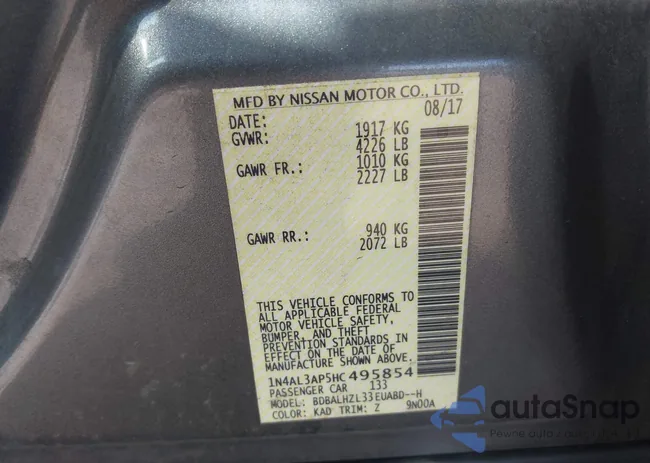 MFD BY NISSAN MOTOR CO., LTD.
DATE: 08/17
GVWR: 1917 KG
4226 LB
GAWR FR.: 1010 KG
2227 LB
GAWR RR.: 940 KG
2072 LB
THIS VEHICLE CONFORMS TO
ALL APPLICABLE FEDERAL
MOTOR VEHICLE SAFETY,
BUMPER, AND THEFT
PREVENTION STANDARDS IN
EFFECT ON THE DATE OF
MANUFACTURE SHOWN ABOVE.
1N4AL3AP5HC495854
PASSENGER CAR 133
MODEL: BDBALHZL33EUABD--H
COLOR: KAD TRIM: Z 9N00A
autoSnap